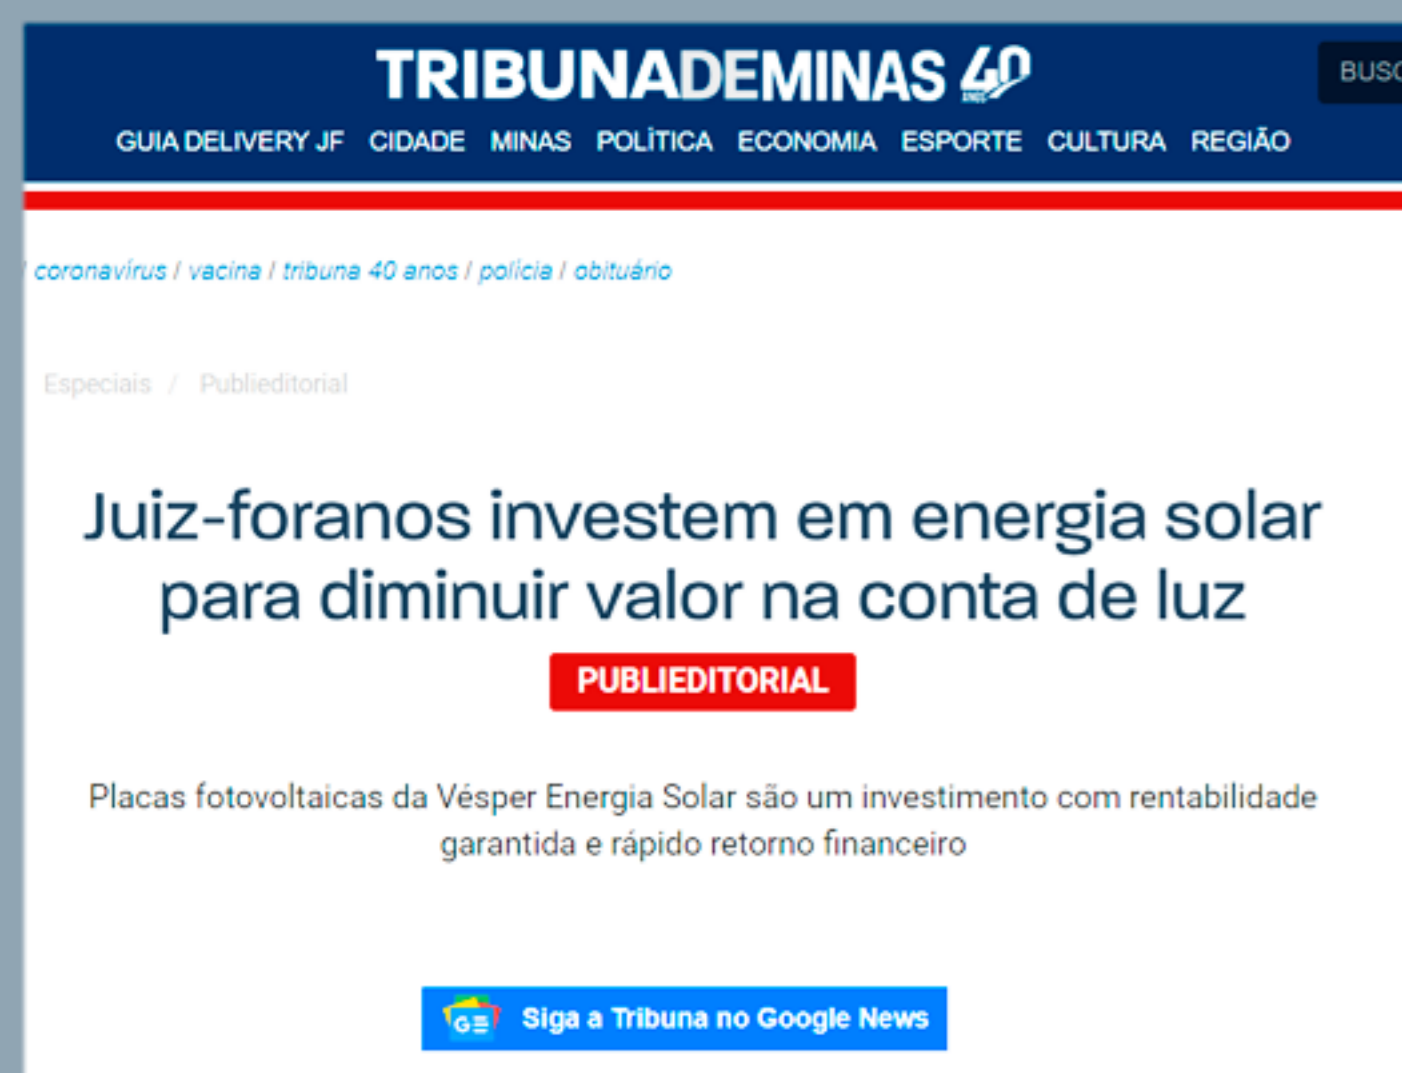 TRIBUNADEMINAS 40
ANOS
BUSC
GUIA DELIVERY JF CIDADE MINAS POLÍTICA ECONOMIA ESPORTE CULTURA REGIÃO
/ coronavírus / vacina / tribuna 40 anos / polícia / obituário
Especiais / Publieditorial
Juiz-foranos investem em energia solar
para diminuir valor na conta de luz
PUBLIEDITORIAL
Placas fotovoltaicas da Vésper Energia Solar são um investimento com rentabilidade
garantida e rápido retorno financeiro
Siga a Tribuna no Google News